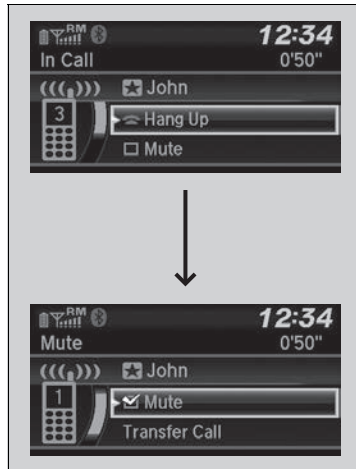 RM 12:34
In Call 0'50"
John
3
Hang Up
Mute
RM 12:34
Mute 0'50"
John
1
Mute
Transfer Call